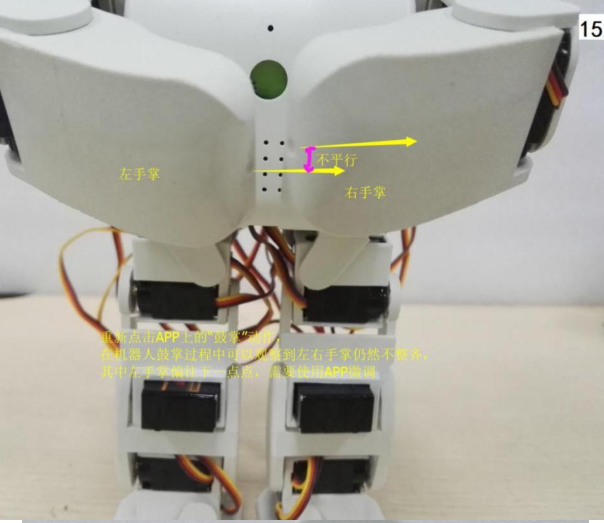 15
不平行
左手掌
右手掌
重新点击APP上的“鼓掌”动作，
在机器人鼓掌过程中可以观察到左右手掌仍然不整齐，
其中左手掌偏往下一点点，需要使用APP微调